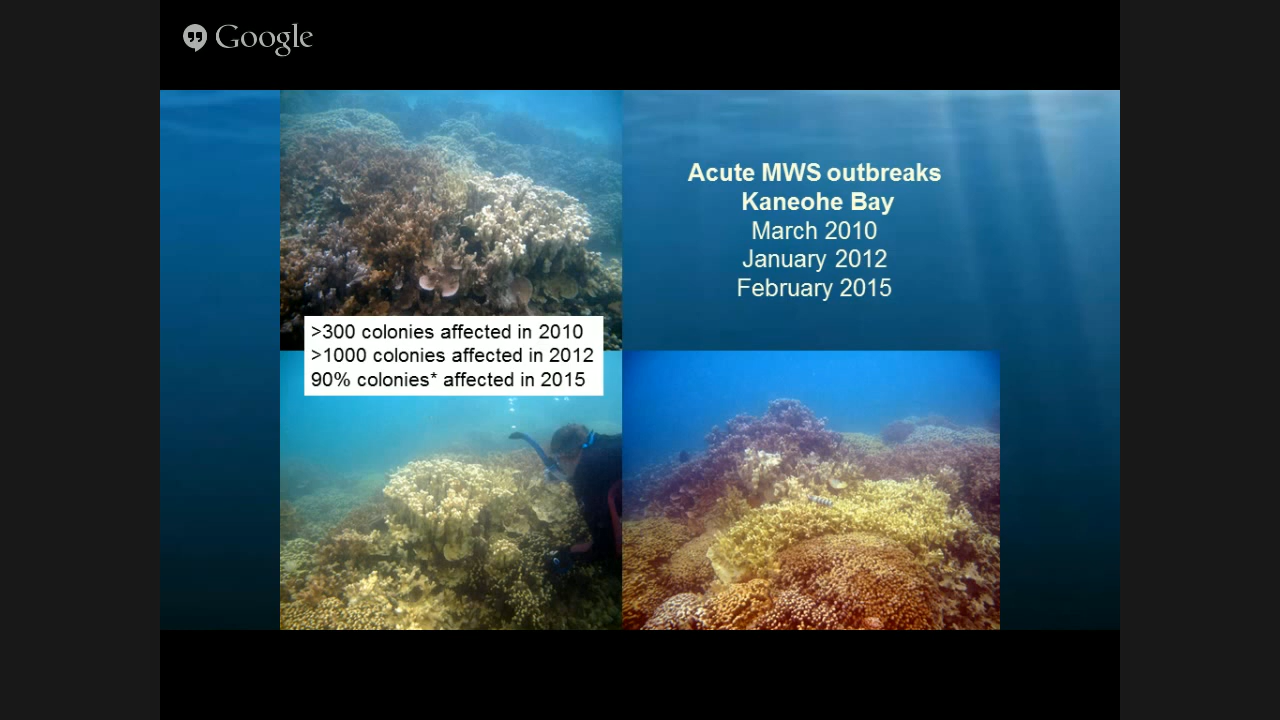 Google
Acute MWS outbreaks
Kaneohe Bay
March 2010
January 2012
February 2015
>300 colonies affected in 2010
>1000 colonies affected in 2012
90% colonies* affected in 2015